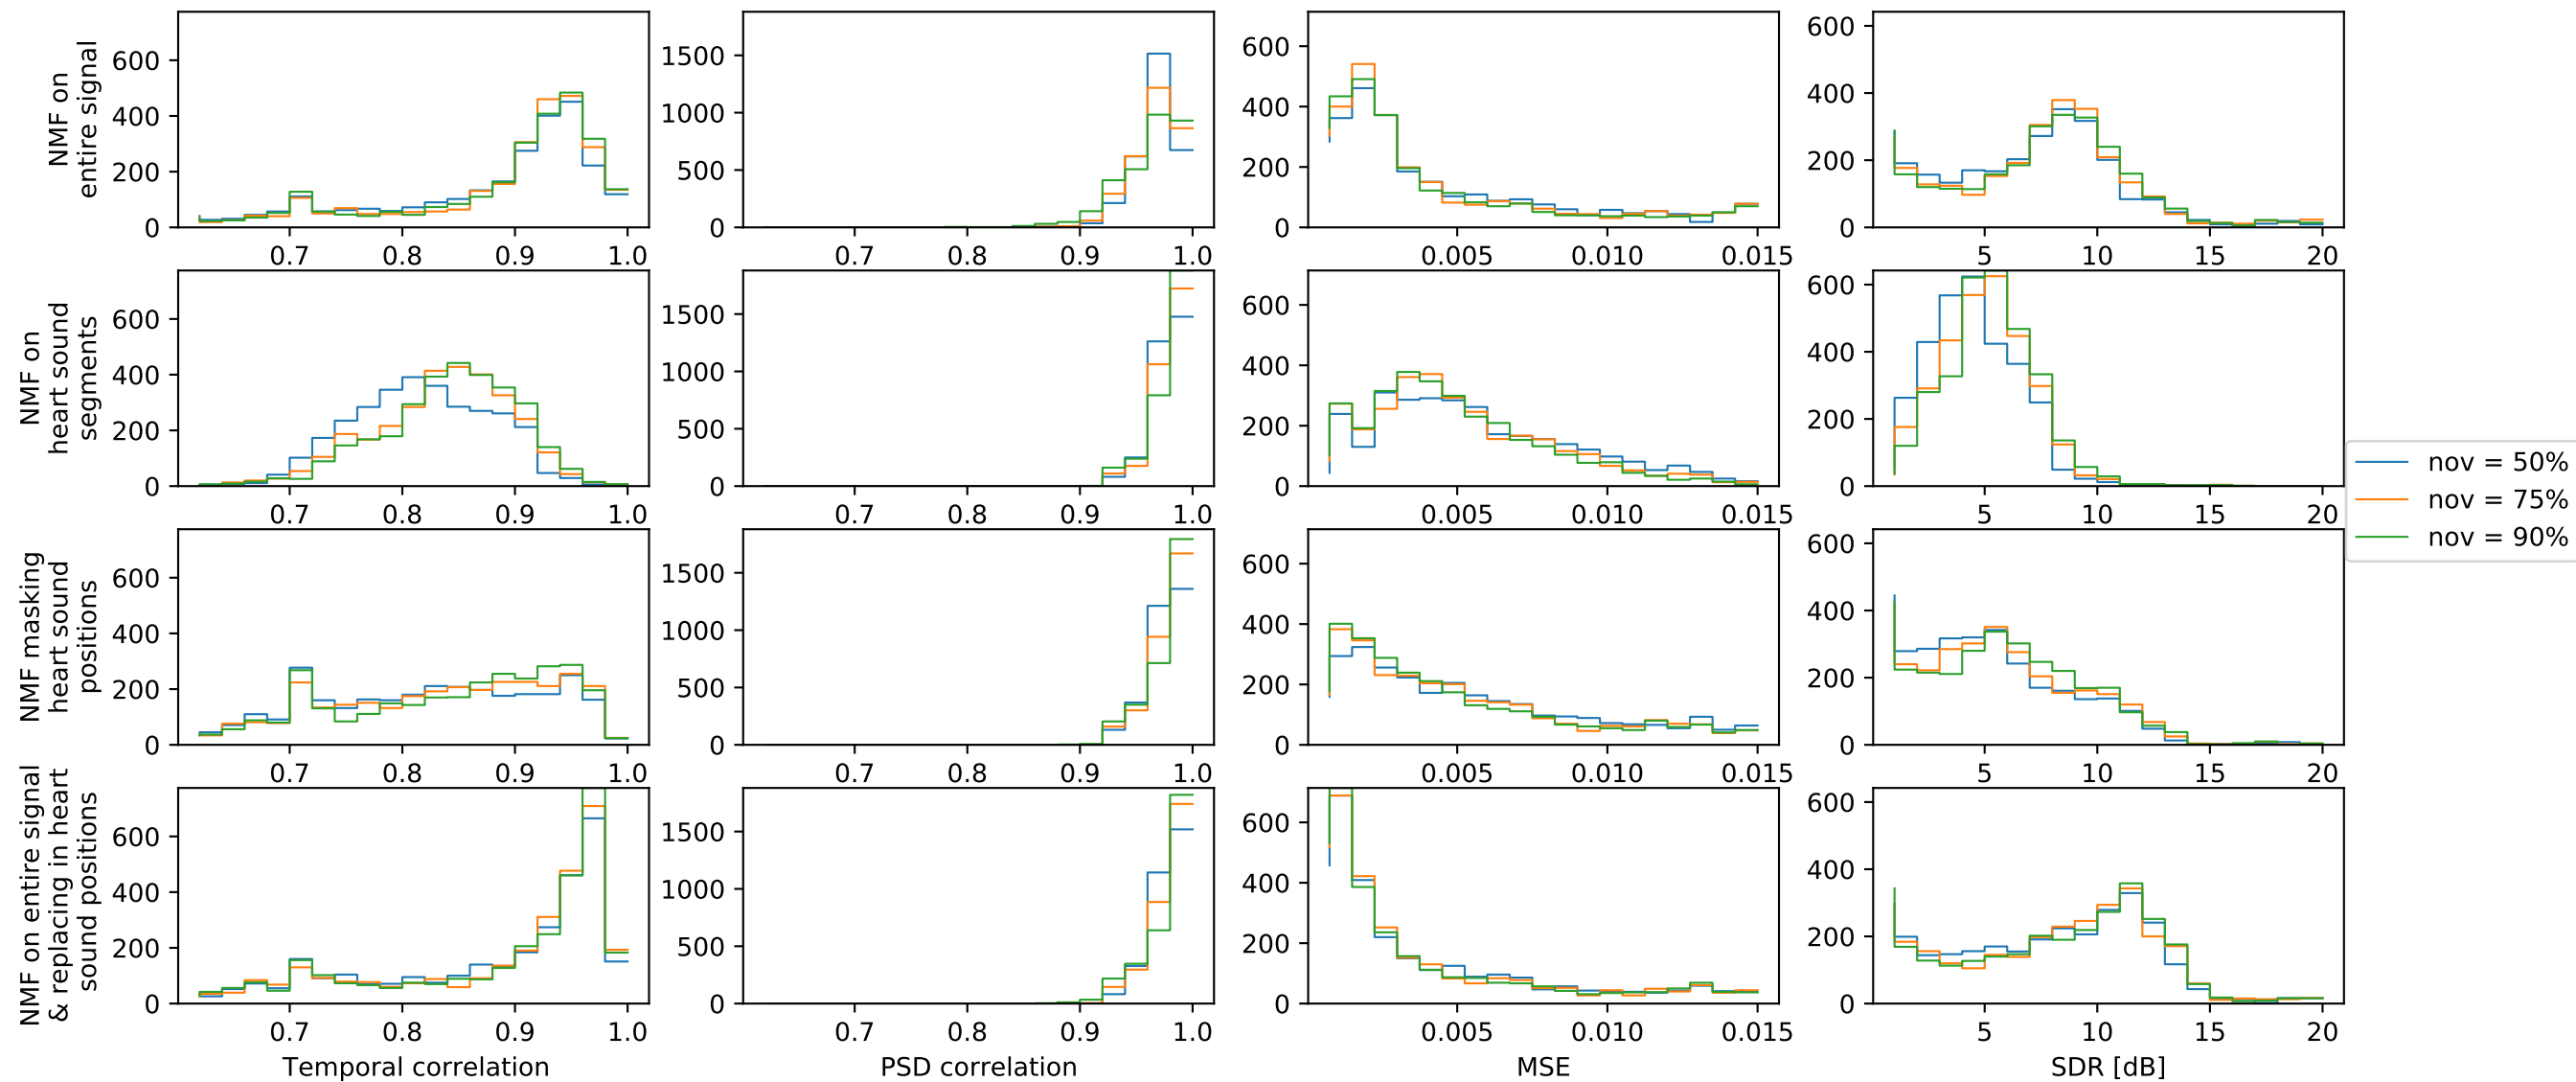 NMF on
entire signal
0
200
400
600
0.7 0.8 0.9 1.0
0
500
1000
1500
0.7 0.8 0.9 1.0
0
200
400
600
0.005 0.010 0.015
0
200
400
600
5 10 15 20
NMF on
heart sound
segments
0
200
400
600
0.7 0.8 0.9 1.0
0
500
1000
1500
0.7 0.8 0.9 1.0
0
200
400
600
0.005 0.010 0.015
0
200
400
600
5 10 15 20
nov = 50%
nov = 75%
nov = 90%
NMF masking
heart sound
positions
0
200
400
600
0.7 0.8 0.9 1.0
0
500
1000
1500
0.7 0.8 0.9 1.0
0
200
400
600
0.005 0.010 0.015
0
200
400
600
5 10 15 20
NMF on entire signal
& replacing in heart
sound positions
0
200
400
600
0.7 0.8 0.9 1.0
Temporal correlation
0
500
1000
1500
0.7 0.8 0.9 1.0
PSD correlation
0
200
400
600
0.005 0.010 0.015
MSE
0
200
400
600
5 10 15 20
SDR [dB]